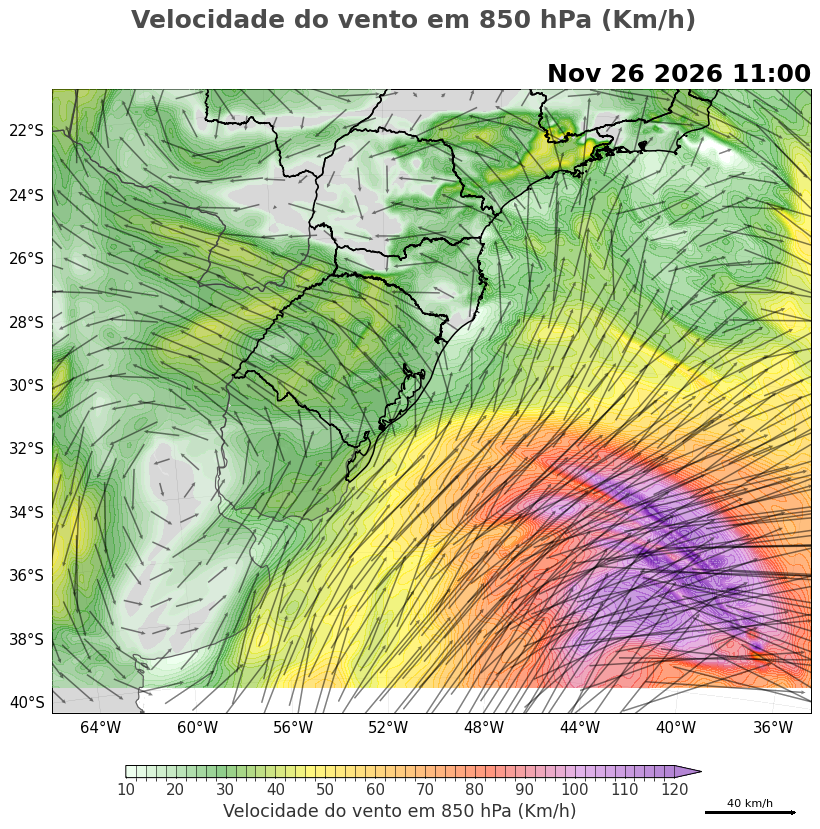 Velocidade do vento em 850 hPa (Km/h)
Nov 26 2026 11:00
22°S
24°S
26°S
28°S
30°S
32°S
34°S
36°S
38°S
40°S
64°W 60°W 56°W 52°W 48°W 44°W 40°W 36°W
10 20 30 40 50 60 70 80 90 100 110 120
Velocidade do vento em 850 hPa (Km/h)
40 km/h